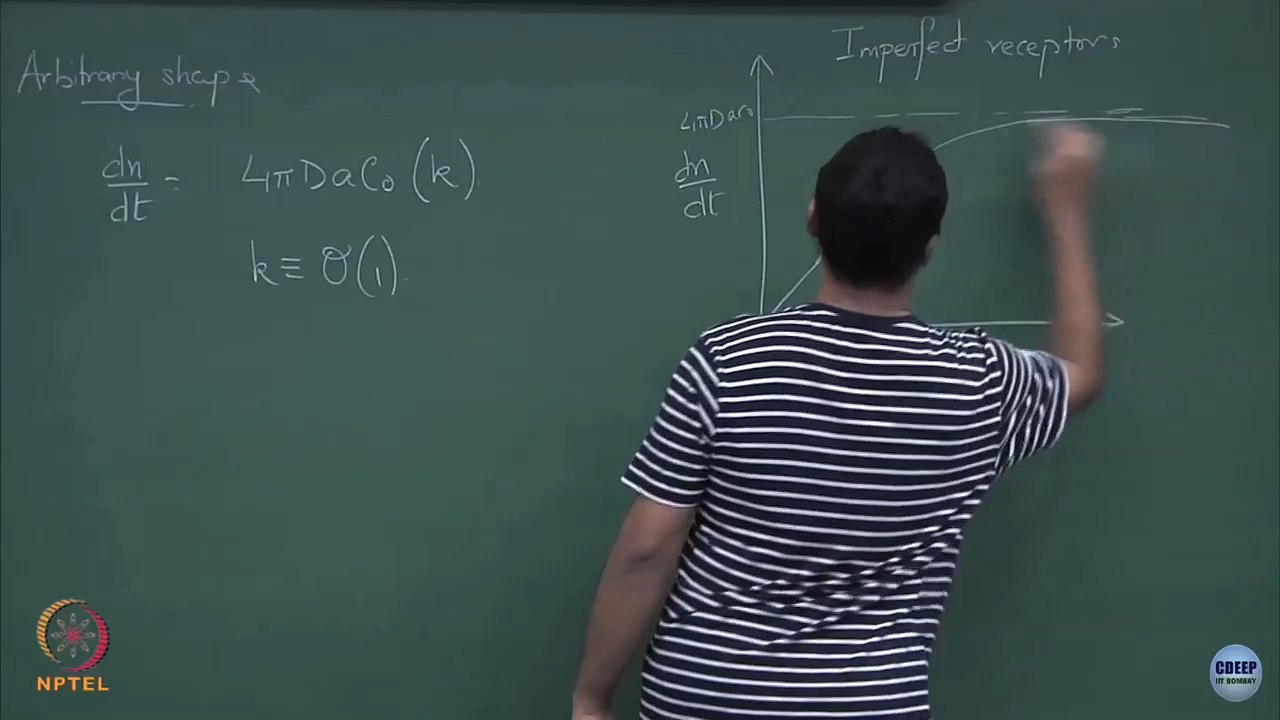 Arbitrary shape
dn/dt = 4πDaC₀(k).
k ≡ O(1).
Imperfect receptors
4πDaC₀
dn/dt
NPTEL
CDEEP
IIT BOMBAY